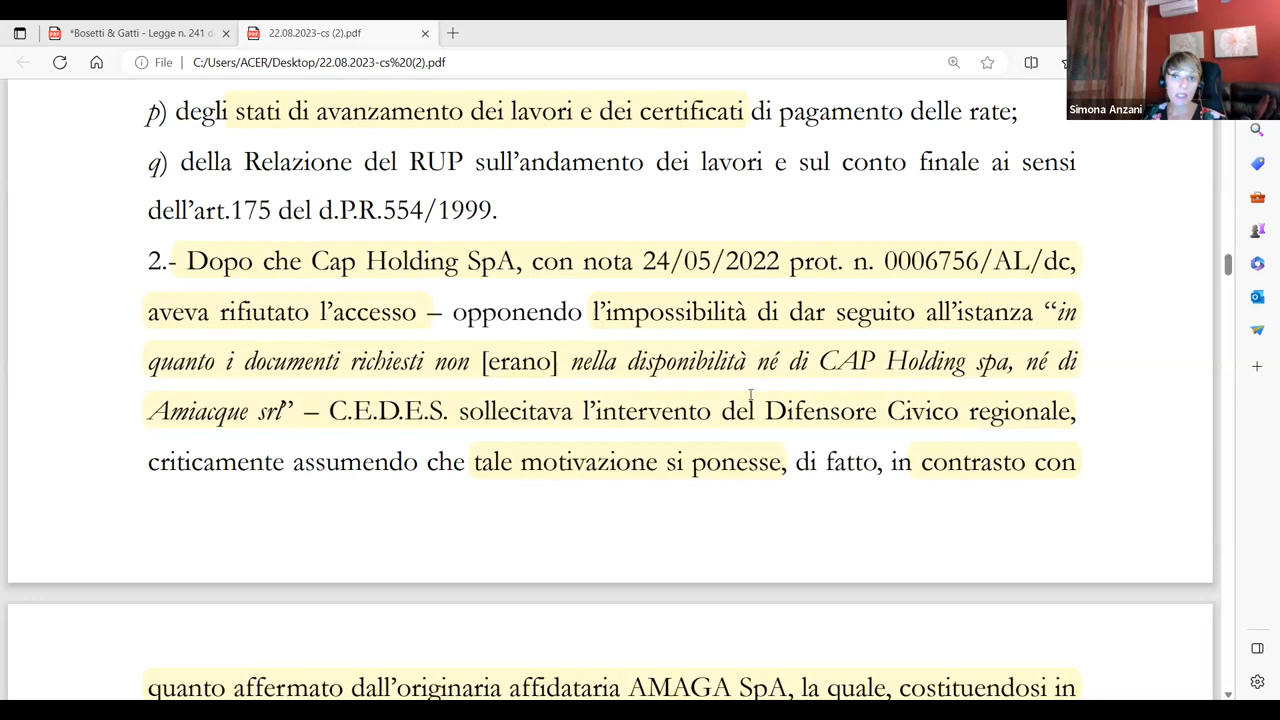 *Bosetti & Gatti - Legge n. 241 d
22.08.2023-cs (2).pdf
File
C:/Users/ACER/Desktop/22.08.2023-cs%20(2).pdf
Simona Anzani
p) degli stati di avanzamento dei lavori e dei certificati di pagamento delle rate;
q) della Relazione del RUP sull'andamento dei lavori e sul conto finale ai sensi
dell'art.175 del d.P.R.554/1999.
2.- Dopo che Cap Holding SpA, con nota 24/05/2022 prot. n. 0006756/AL/dc,
aveva rifiutato l'accesso – opponendo l'impossibilità di dar seguito all'istanza “in
quanto i documenti richiesti non [erano] nella disponibilità né di CAP Holding spa, né di
Amiacque srl” – C.E.D.E.S. sollecitava l'intervento del Difensore Civico regionale,
criticamente assumendo che tale motivazione si ponesse, di fatto, in contrasto con
quanto affermato dall'originaria affidataria AMAGA SpA, la quale, costituendosi in